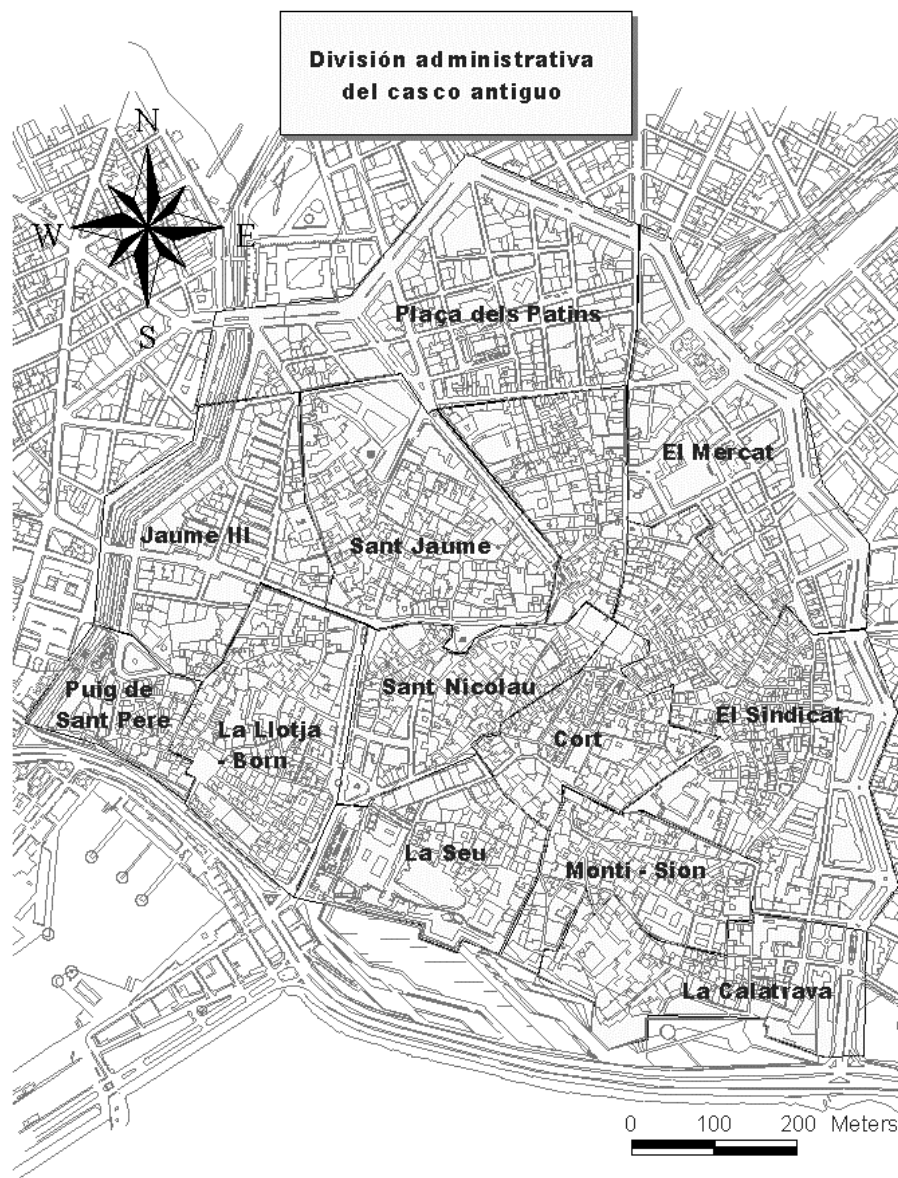 División administrativa
del casco antiguo
N
W
E
S
Plaça dels Patins
El Mercat
Jaume III
Sant Jaume
Puig de
Sant Pere
Sant Nicolau
La Llotja
- Born
Cort
El Sindicat
La Seu
Monti - Sion
La Calatrava
0 100 200 Meters